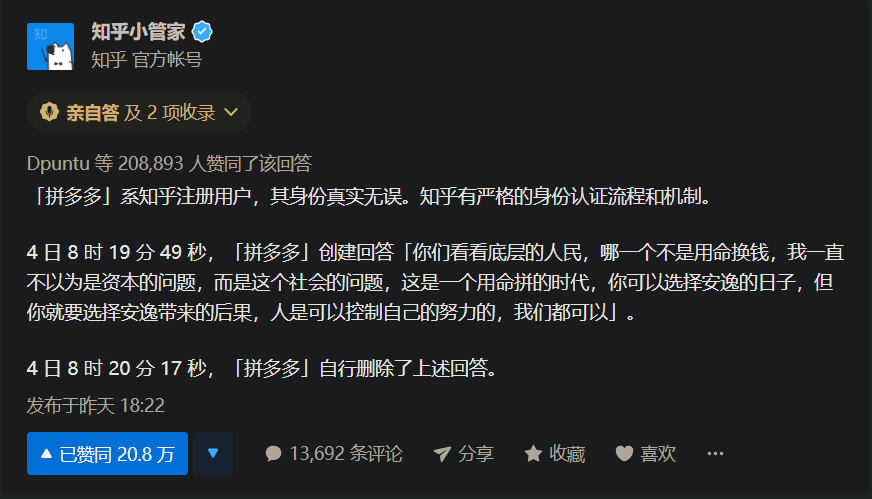 知
知乎小管家
知乎 官方帐号
亲自答 及 2 项收录
Dpuntu 等 208,893 人赞同了该回答
「拼多多」系知乎注册用户，其身份真实无误。知乎有严格的身份认证流程和机制。
4 日 8 时 19 分 49 秒，「拼多多」创建回答「你们看看底层的人民，哪一个不是用命换钱，我一直
不以为是资本的问题，而是这个社会的问题，这是一个用命拼的时代，你可以选择安逸的日子，但
你就要选择安逸带来的后果，人是可以控制自己的努力的，我们都可以」。
4 日 8 时 20 分 17 秒，「拼多多」自行删除了上述回答。
发布于昨天 18:22
已赞同 20.8 万
13,692 条评论
分享
收藏
喜欢